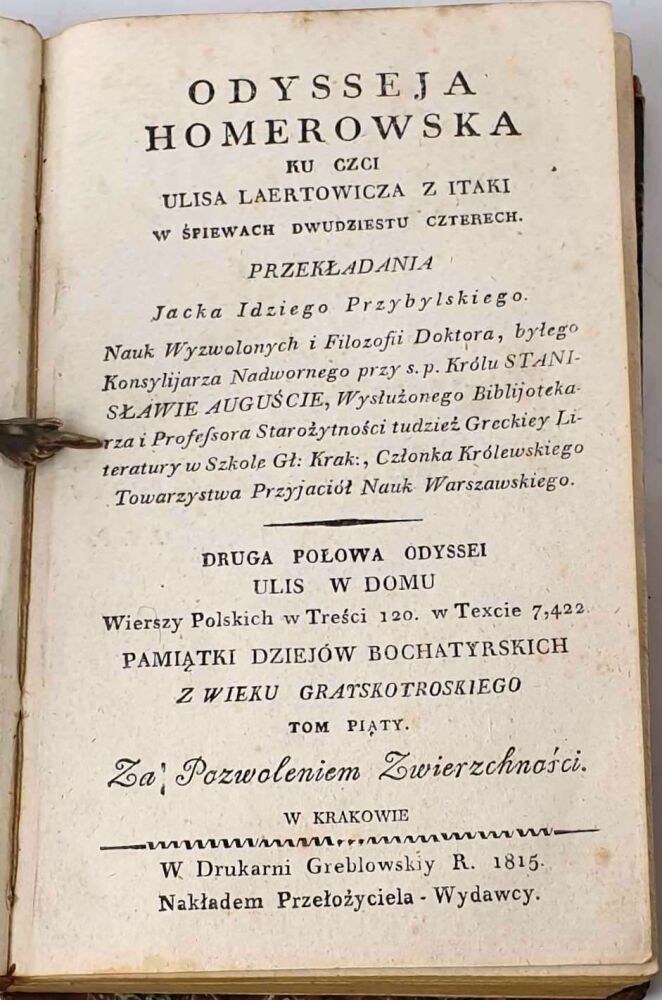 ODYSSEJA
HOMEROWSKA
KU CZCI
ULISA LAERTOWICZA Z ITAKI
W ŚPIEWACH DWUDZIESTU CZTERECH.
PRZEKŁADANIA
Jacka Idziego Przybylskiego.
Nauk Wyzwolonych i Filozofii Doktora, byłego
Konsylijarza Nadwornego przy s. p. Królu STANI-
SŁAWIE AUGUŚCIE, Wysłużonego Biblijoteka-
rza i Profeſsora Starożytności tudzież Greckiey Li-
teratury w Szkole Gł: Krak:, Członka Królewskiego
Towarzystwa Przyjaciół Nauk Warszawskiego.
DRUGA POŁOWA ODYSSEI
ULIS W DOMU
Wierszy Polskich w Treści 120. w Texcie 7,422
PAMIĄTKI DZIEJÓW BOCHATYRSKICH
Z WIEKU GRAYSKOTROSKIEGO
TOM PIĄTY.
Za Pozwoleniem Zwierzchności.
W KRAKOWIE
W Drukarni Greblowskiy R. 1815.
Nakładem Przełożyciela - Wydawcy.